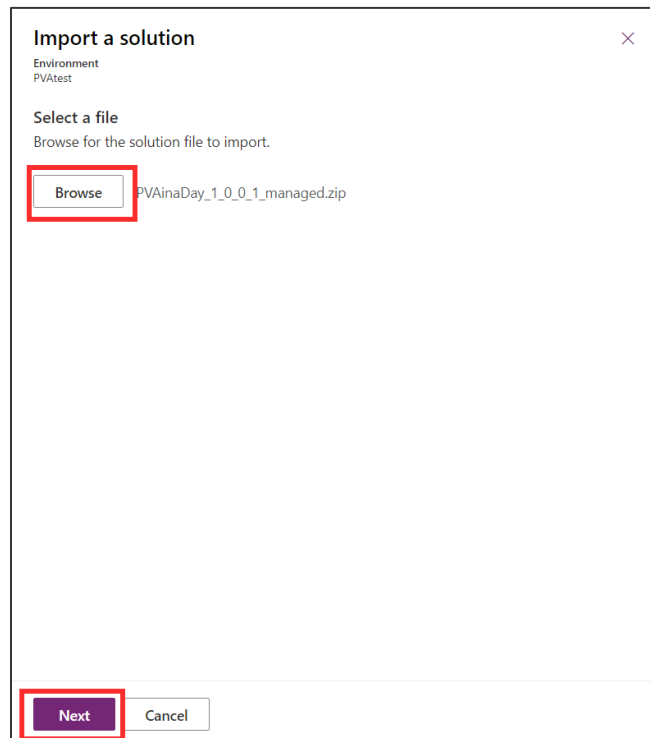 Import a solution
Environment
PVAtest
Select a file
Browse for the solution file to import.
Browse PVAinaDay_1_0_0_1_managed.zip
Next Cancel